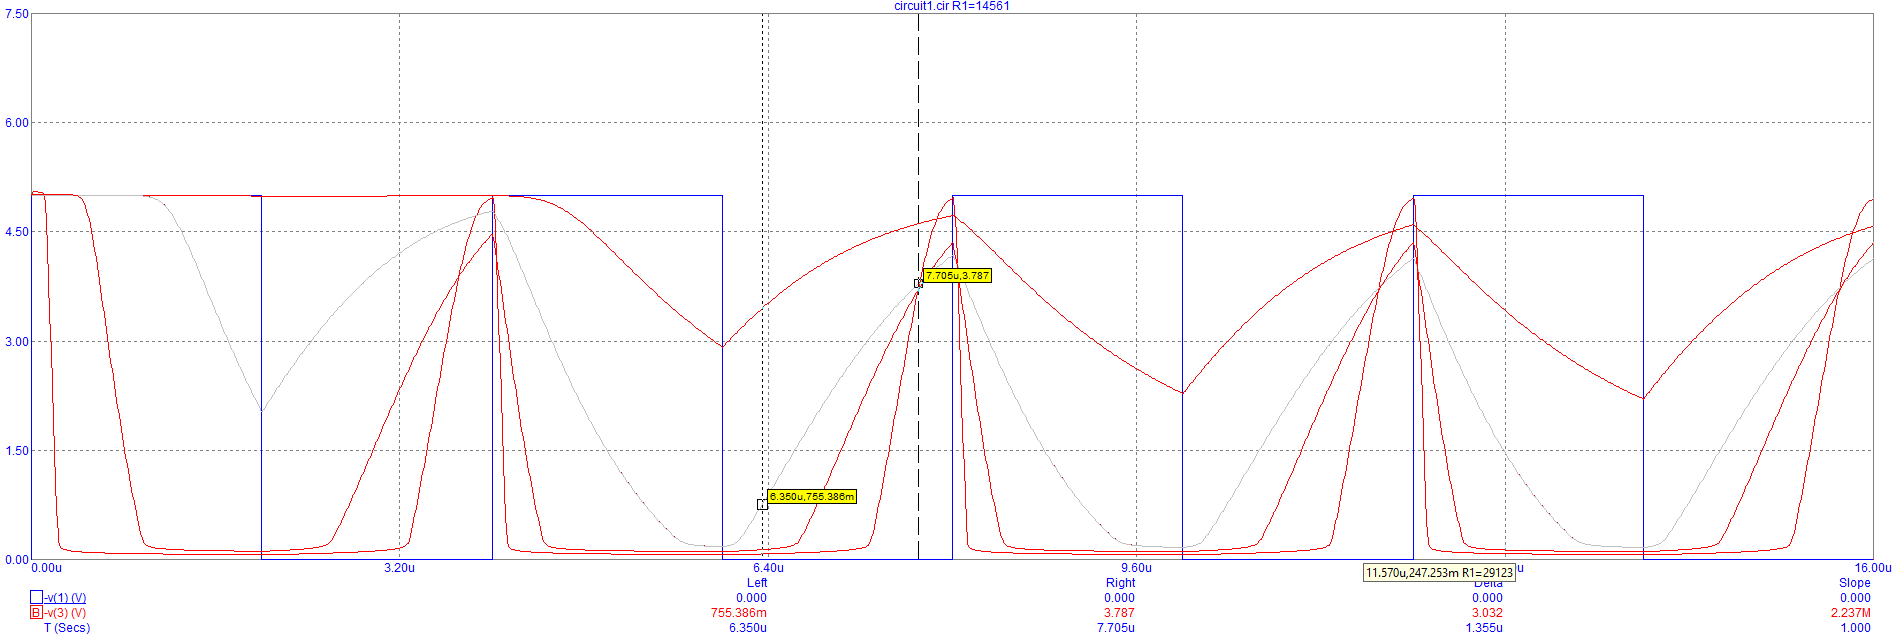 circuit1.cir R1=14561
7.50
6.00
4.50
3.00
1.50
0.00
7.705u,3.787
6.350u,755.386m
0.00u 3.20u 6.40u 9.60u u 16.00u
11.570u,247.253m R1=29123
Left Right Delta Slope
-v(1) (V) 0.000 0.000 0.000 0.000
B -v(3) (V) 755.386m 3.787 3.032 2.237M
T (Secs) 6.350u 7.705u 1.355u 1.000